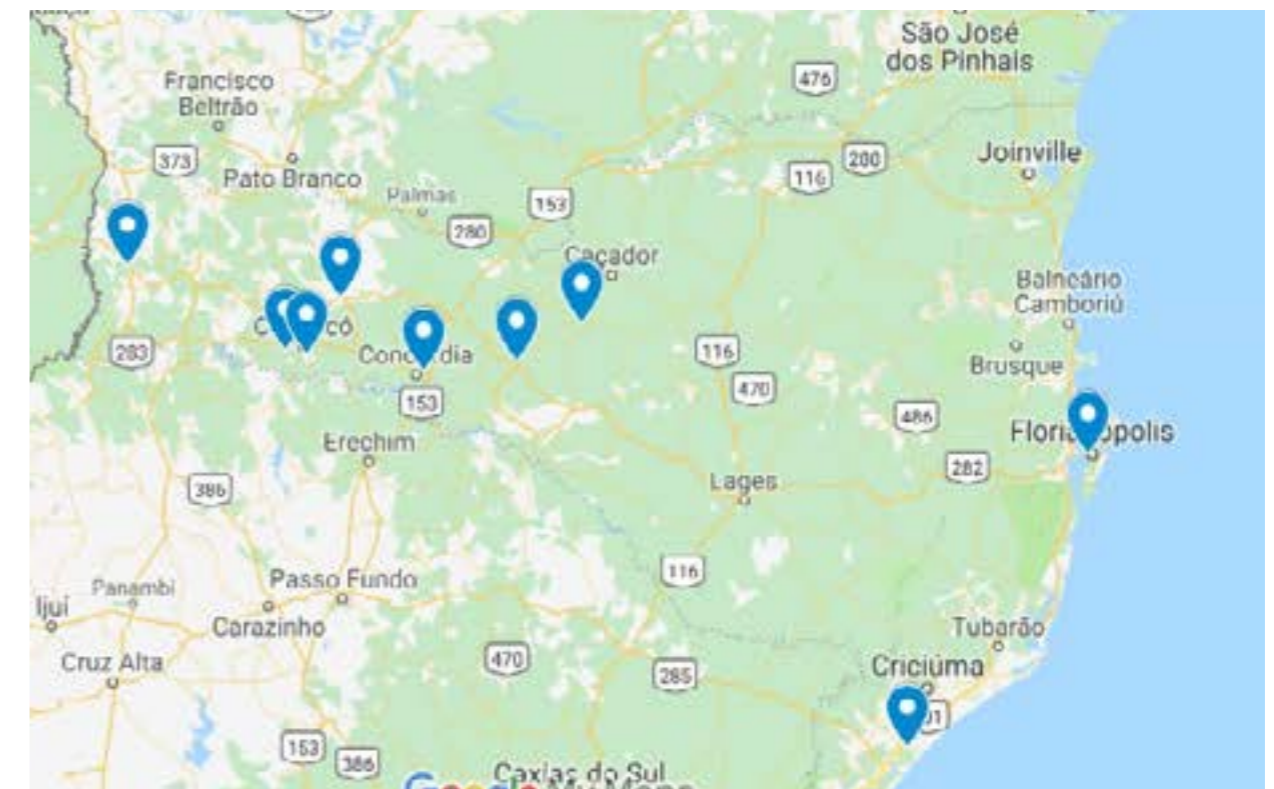 São José
dos Pinhais
Francisco
Beltrão
476
373
Pato Branco
116
280
Joinville
Palmas
153
280
Caçador
Balneário
Camboriú
283
Concórdia
116
Brusque
470
153
486
Florianópolis
Erechim
282
386
Lages
116
Panambi
Passo Fundo
Ijuí
Carazinho
Tubarão
Cruz Alta
470
285
Criciúma
153
386
Caxias do Sul